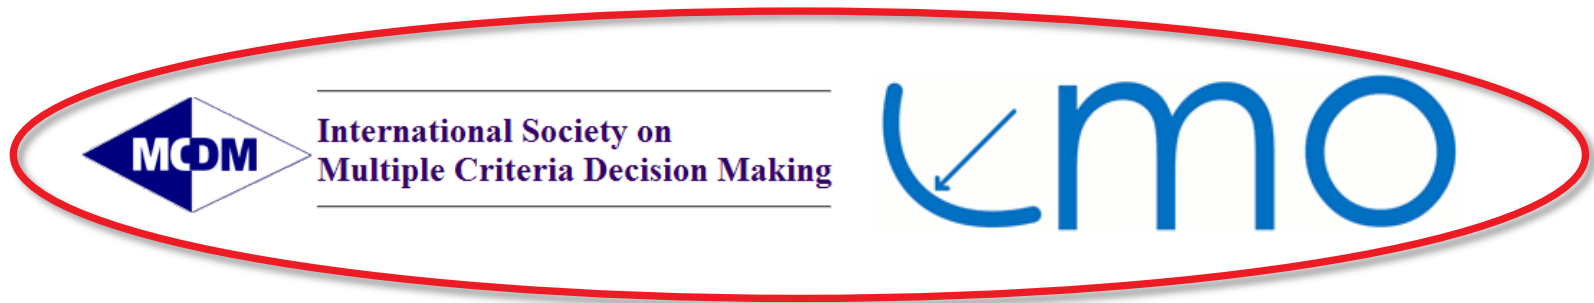 MCDM
International Society on
Multiple Criteria Decision Making
emo